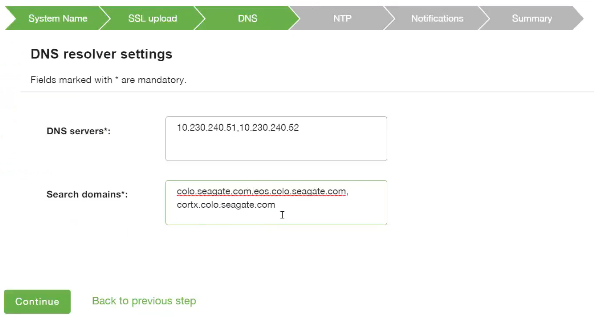 System Name
SSL upload
DNS
NTP
Notifications
Summary
DNS resolver settings
Fields marked with * are mandatory.
DNS servers*:
10.230.240.51,10.230.240.52
Search domains*:
colo.seagate.com,eos.colo.seagate.com,
cortx.colo.seagate.com
Continue
Back to previous step